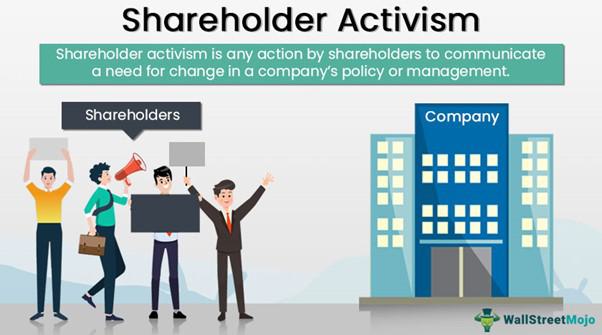 Shareholder Activism
Shareholder activism is any action by shareholders to communicate
a need for change in a company's policy or management.
Shareholders
Company
WallStreetMojo